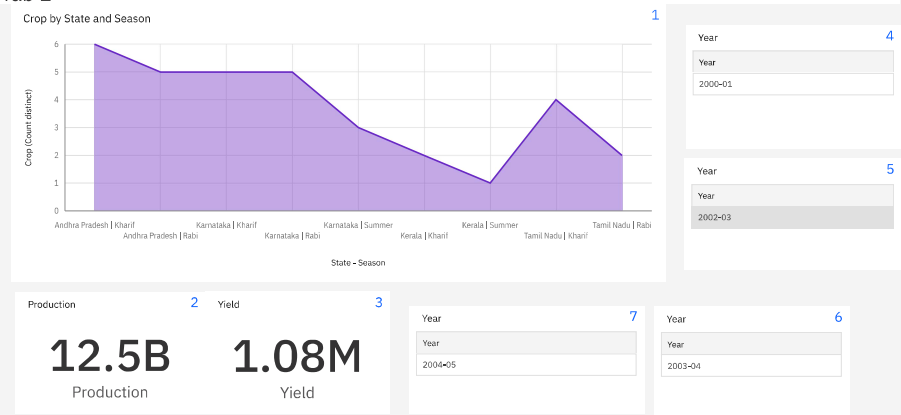 Crop by State and Season
1
Crop (Count distinct)
6
5
4
3
2
1
0
Andhra Pradesh | Kharif
Andhra Pradesh | Rabi
Karnataka | Kharif
Karnataka | Rabi
Karnataka | Summer
Kerala | Kharif
Kerala | Summer
Tamil Nadu | Kharif
Tamil Nadu | Rabi
State - Season
Year
4
Year
2000-01
Year
5
Year
2002-03
Production
2
12.5B
Production
Yield
3
1.08M
Yield
Year
7
Year
2004-05
Year
6
Year
2003-04